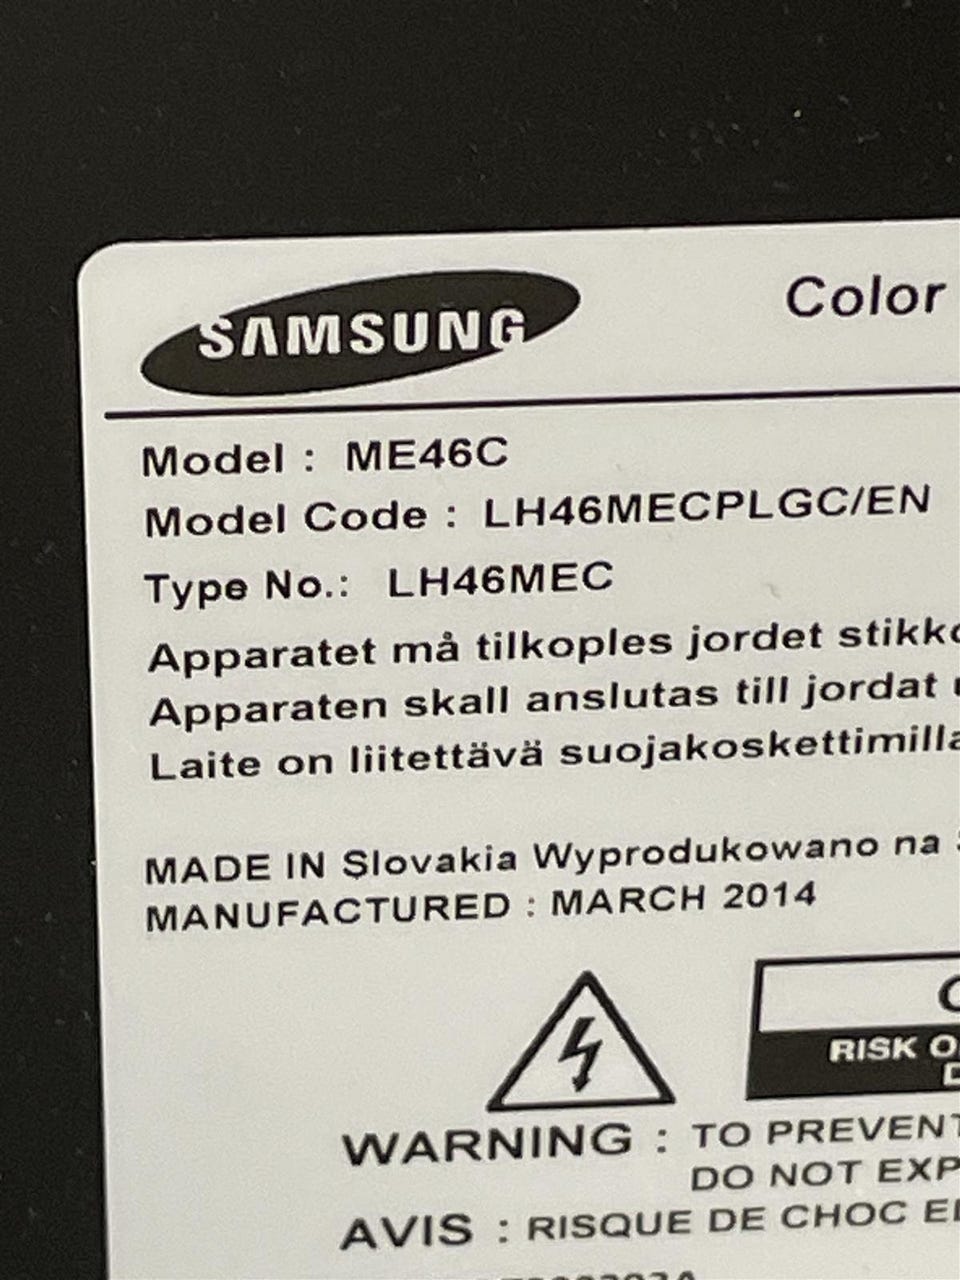 SAMSUNG
Color
Model : ME46C
Model Code : LH46MECPLGC/EN
Type No.: LH46MEC
Apparatet må tilkoples jordet
Apparaten skall anslutas till jordat
Laite on liitettävä
MADE IN Slovakia Wyprodukowano na
MANUFACTURED : MARCH 2014
RISK
WARNING : TO PREVENT
DO NOT
AVIS : RISQUE DE CHOC